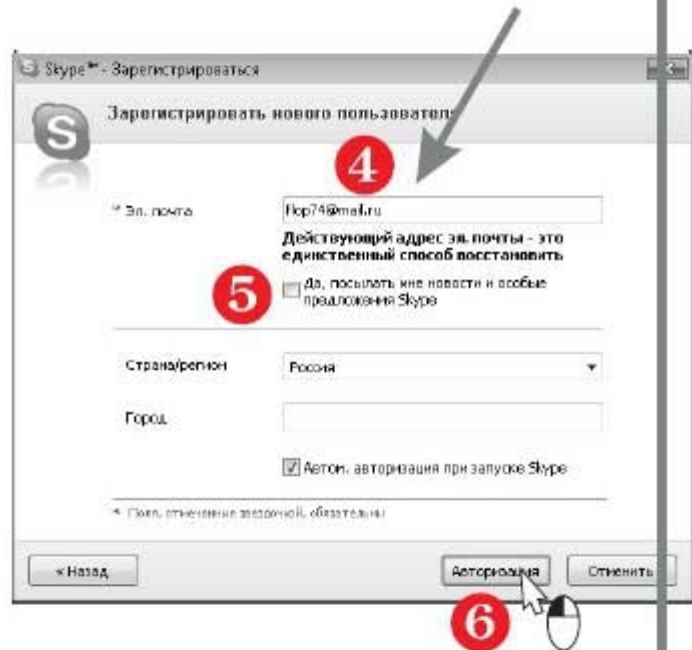 Skype™ - Зарегистрироваться
Зарегистрировать нового пользовател
4
* Эл. почта
flop74@mail.ru
Действующий адрес эл. почты - это
единственный способ восстановить
5
Да, посылать мне новости и особые
предложения Skype
Страна/регион
Россия
Город
Автом. авторизация при запуске Skype
* Поля, отмеченные звездочкой, обязательны
« Назад
Авторизация
Отменить
6